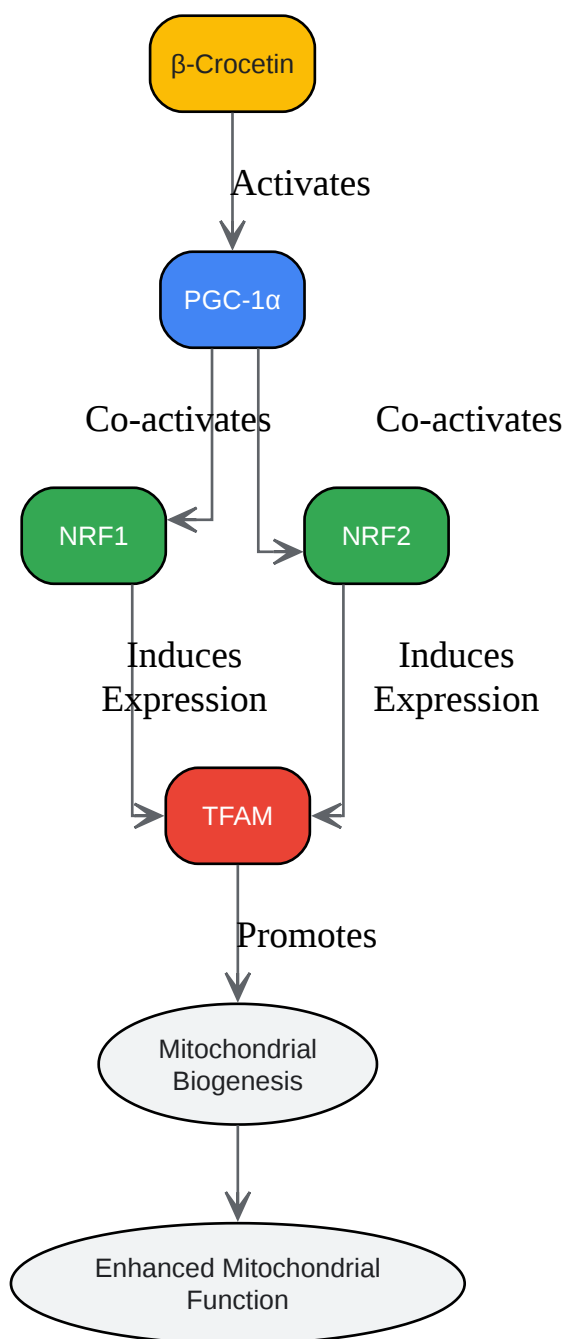 β-Crocetin
Activates
PGC-1α
Co-activates
Co-activates
NRF1
NRF2
Induces
Expression
Induces
Expression
TFAM
Promotes
Mitochondrial
Biogenesis
Enhanced Mitochondrial
Function